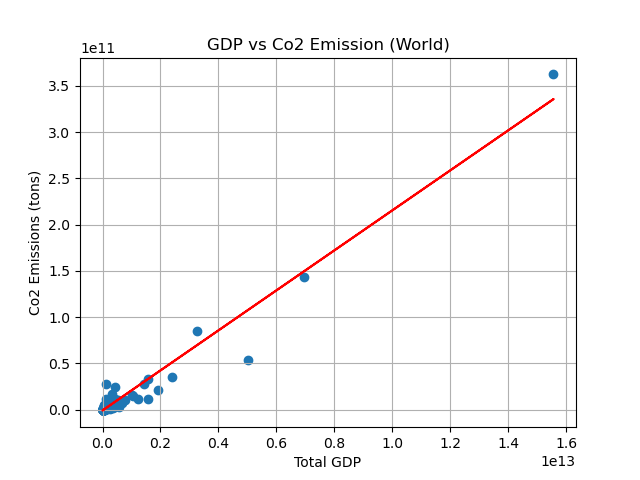 GDP vs Co2 Emission (World)
1e11
3.5
3.0
2.5
2.0
1.5
1.0
0.5
0.0
Co2 Emissions (tons)
0.0 0.2 0.4 0.6 0.8 1.0 1.2 1.4 1.6
Total GDP
1e13